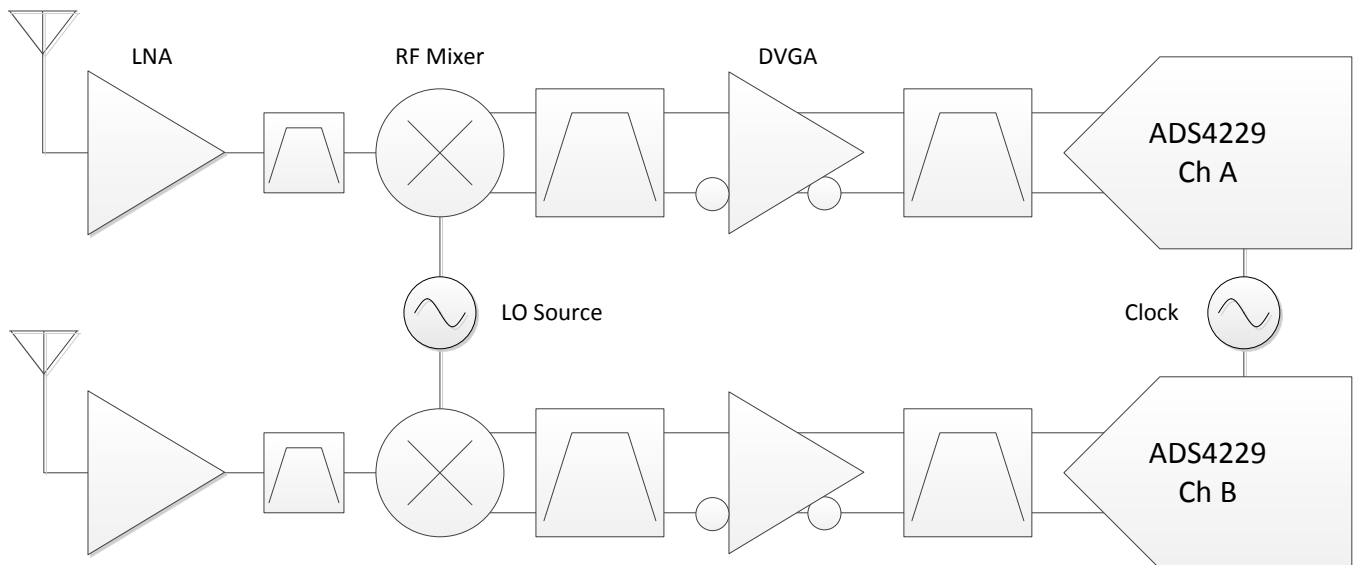 LNA
RF Mixer
DVGA
ADS4229
Ch A
LO Source
Clock
ADS4229
Ch B